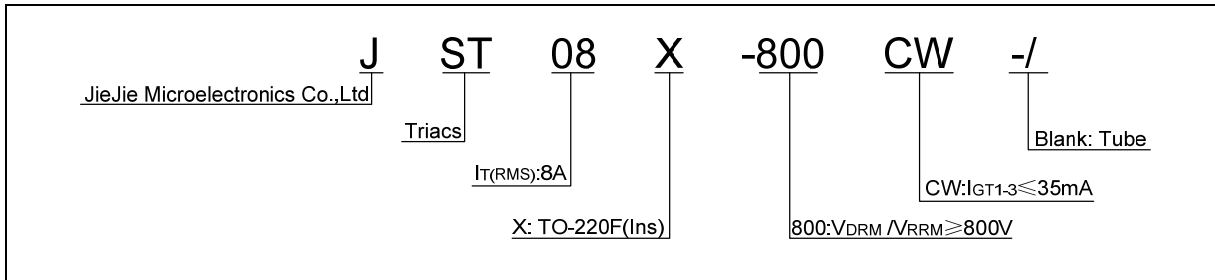 J ST 08 X -800 CW -/
JieJie Microelectronics Co.,Ltd
Triacs
Blank: Tube
IT(RMS):8A
CW:IGT1-3≤35mA
X: TO-220F(Ins)
800:VDRM /VRRM≥800V